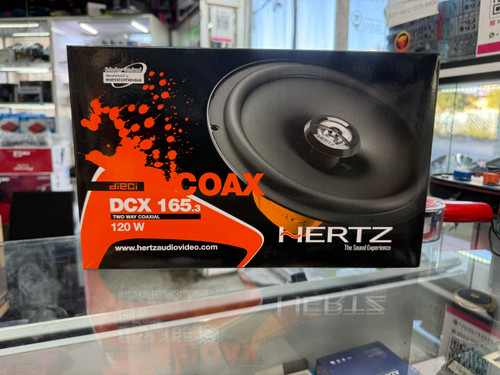 dieci
COAX
DCX 165.3
TWO WAY COAXIAL
120 W
www.hertzaudiovideo.com
HERTZ
The Sound Experience